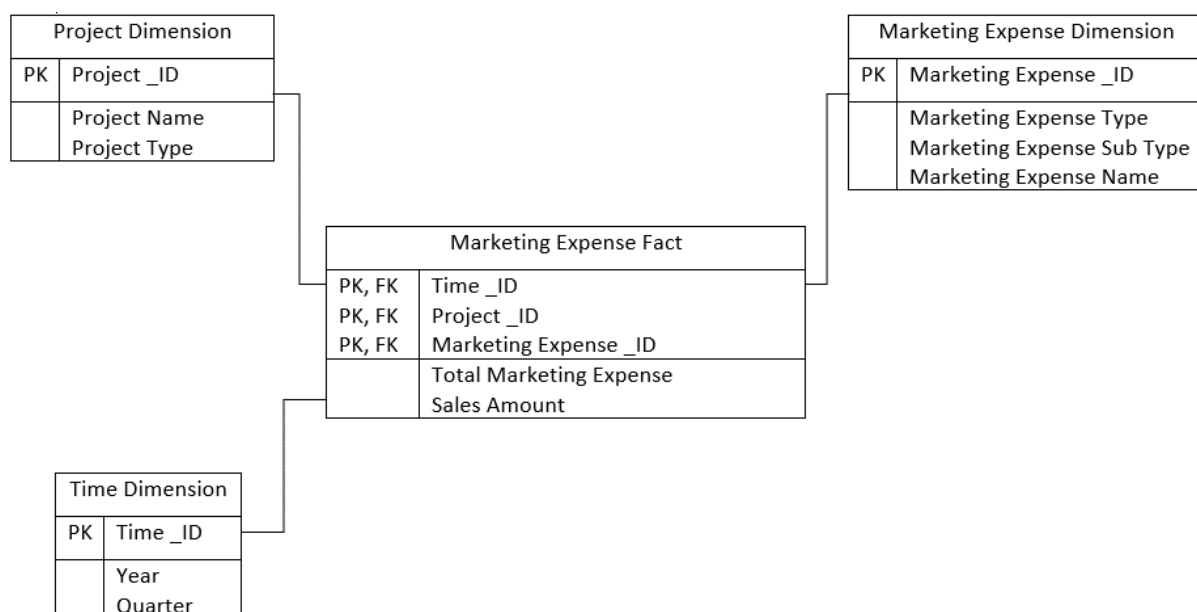 Project Dimension
PK Project _ID
Project Name
Project Type
Marketing Expense Dimension
PK Marketing Expense _ID
Marketing Expense Type
Marketing Expense Sub Type
Marketing Expense Name
Marketing Expense Fact
PK, FK Time _ID
PK, FK Project _ID
PK, FK Marketing Expense _ID
Total Marketing Expense
Sales Amount
Time Dimension
PK Time _ID
Year
Quarter